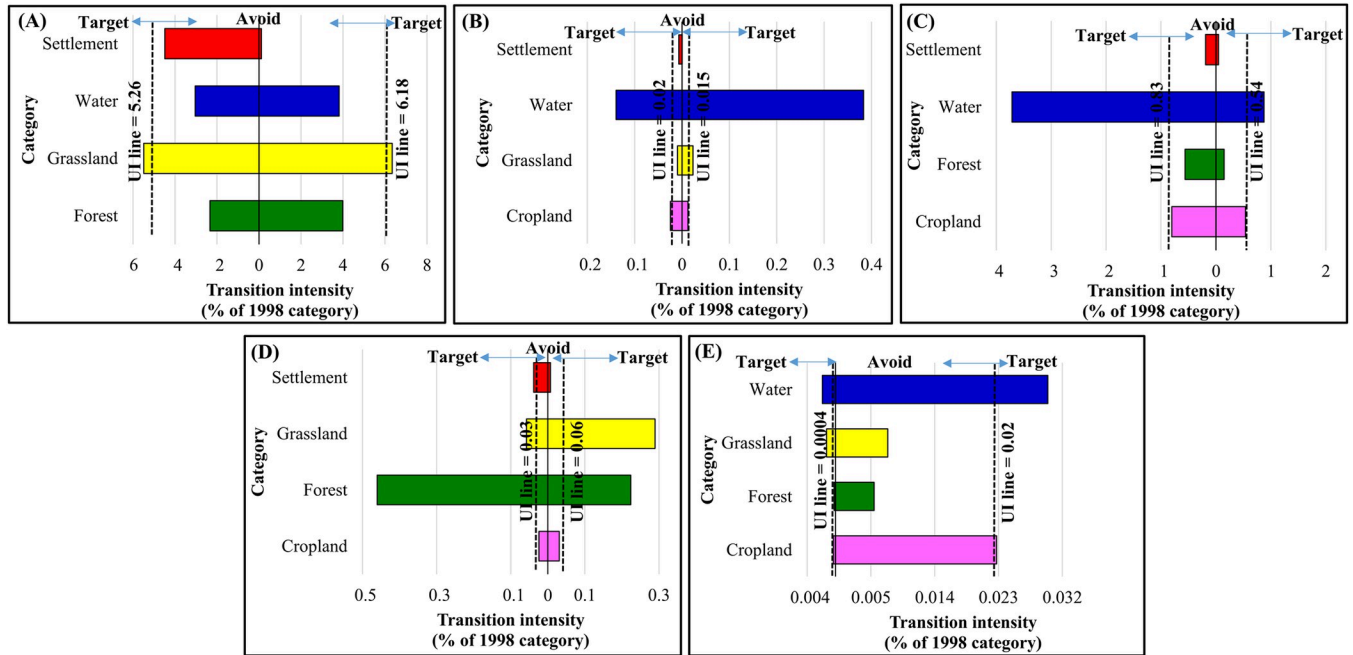 (A)
Target
Avoid
Target
Settlement
Water
Grassland
Forest
Category
UI line = 5.26
UI line = 6.18
6 4 2 0 2 4 6 8
Transition intensity
(% of 1998 category)
(B)
Avoid
Target
Target
Settlement
Water
Grassland
Cropland
Category
UI line = 0.02
UI line = 0.015
0.2 0.1 0 0.1 0.2 0.3 0.4
Transition intensity
(% of 1998 category)
(C)
Avoid
Target
Target
Settlement
Water
Forest
Cropland
Category
UI line = 0.83
UI line = 0.54
4 3 2 1 0 1 2
Transition intensity
(% of 1998 category)
(D)
Avoid
Target
Target
Settlement
Grassland
Forest
Cropland
Category
UI line = 0.03
UI line = 0.06
0.5 0.3 0.1 0.1 0.3
Transition intensity
(% of 1998 category)
(E)
Target
Avoid
Target
Water
Grassland
Forest
Cropland
Category
UI line = 0.0004
UI line = 0.02
0.004 0.005 0.014 0.023 0.032
Transition intensity
(% of 1998 category)